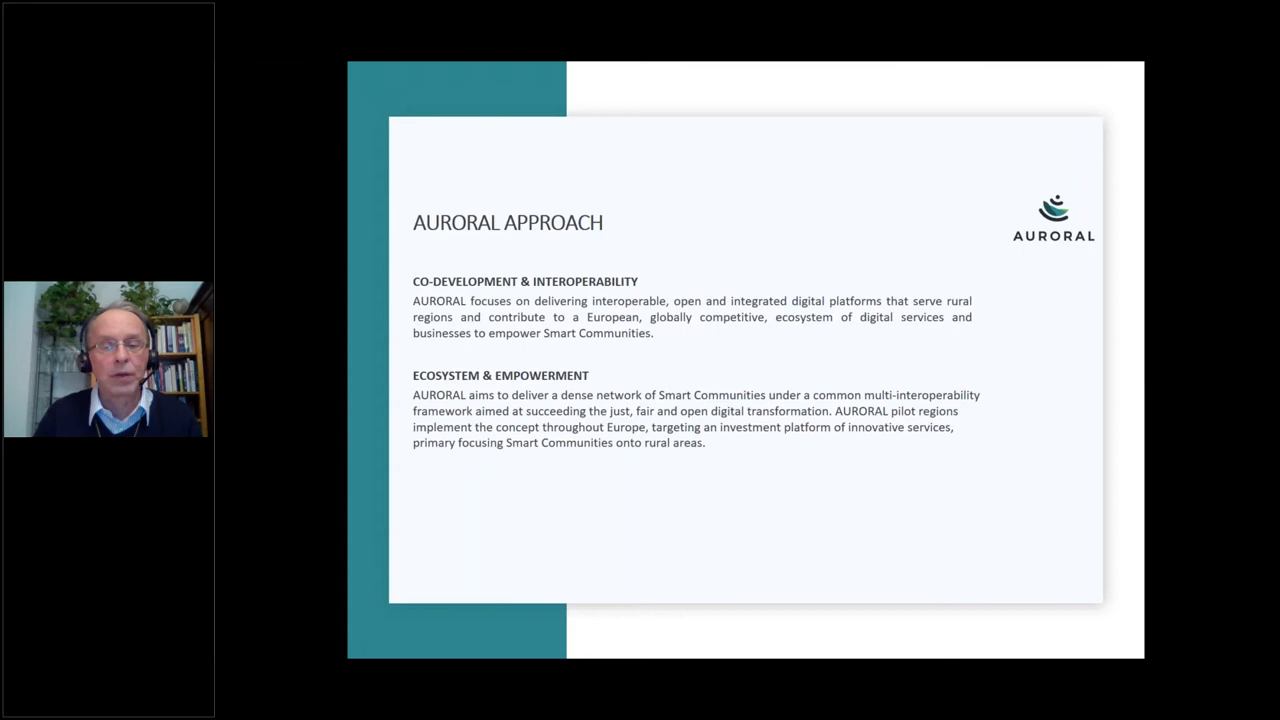 AURORAL APPROACH
AURORAL
CO-DEVELOPMENT & INTEROPERABILITY
AURORAL focuses on delivering interoperable, open and integrated digital platforms that serve rural
regions and contribute to a European, globally competitive, ecosystem of digital services and
businesses to empower Smart Communities.
ECOSYSTEM & EMPOWERMENT
AURORAL aims to deliver a dense network of Smart Communities under a common multi-interoperability
framework aimed at succeeding the just, fair and open digital transformation. AURORAL pilot regions
implement the concept throughout Europe, targeting an investment platform of innovative services,
primary focusing Smart Communities onto rural areas.